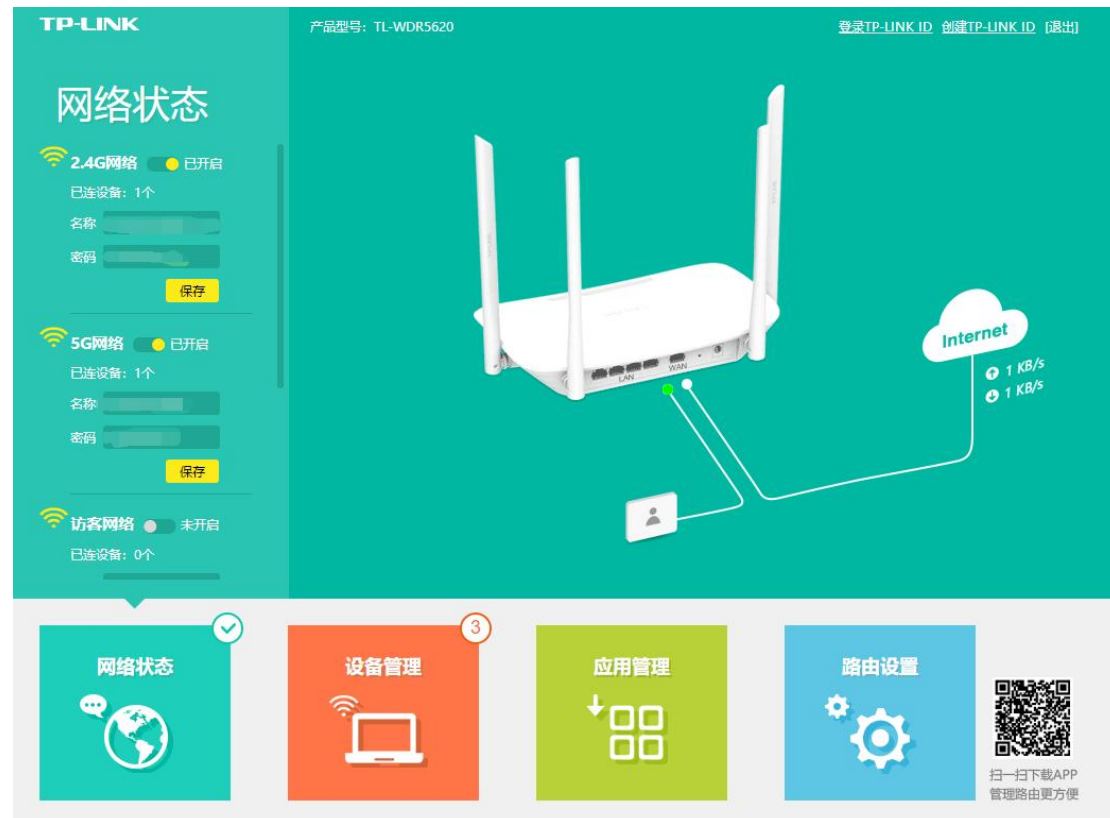 TP-LINK
产品型号：TL-WDR5620
登录TP-LINK ID 创建TP-LINK ID [退出]
网络状态
2.4G网络 已开启
已连设备：1个
名称
密码
保存
5G网络 已开启
已连设备：1个
名称
密码
保存
访客网络 未开启
已连设备：0个
LAN
WAN
Internet
1 KB/s
1 KB/s
网络状态
设备管理
3
应用管理
路由设置
扫一扫下载APP
管理路由更方便